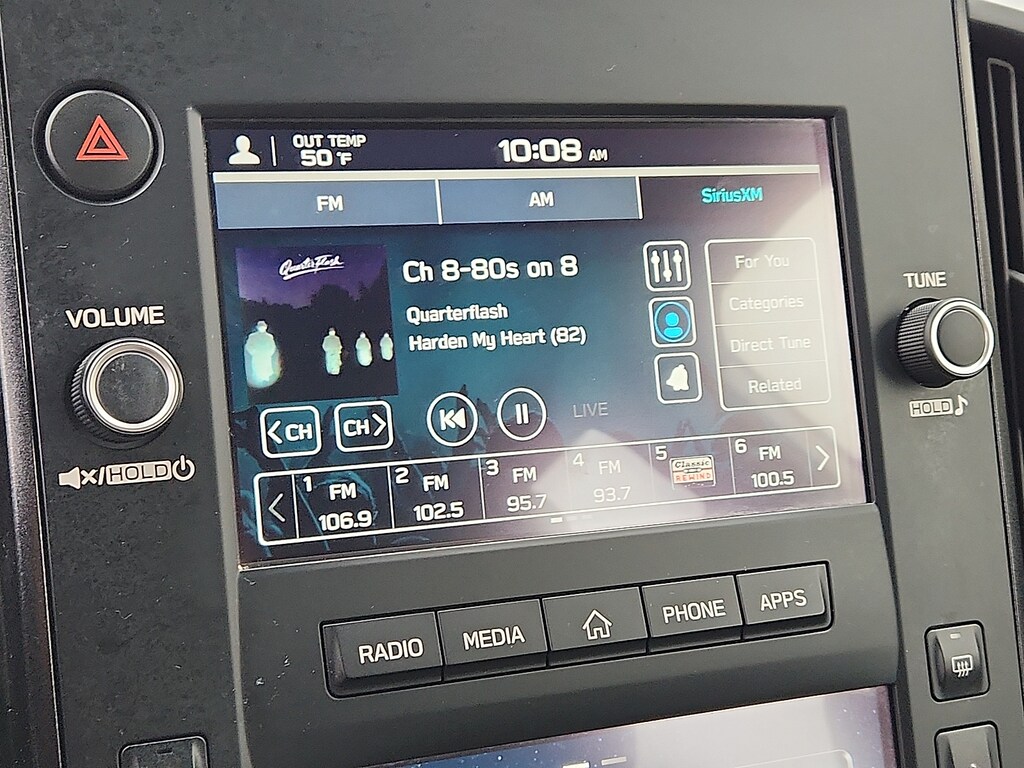 OUT TEMP
50 °F
10:08 AM
FM
AM
SiriusXM
Quarterflash
Ch 8-80s on 8
Quarterflash
Harden My Heart (82)
For You
Categories
Direct Tune
Related
VOLUME
TUNE
HOLD
<CH
CH>
LIVE
/HOLD
1 FM 106.9
2 FM 102.5
3 FM 95.7
4 FM 93.7
5 Classic REWIND
6 FM 100.5
RADIO
MEDIA
PHONE
APPS